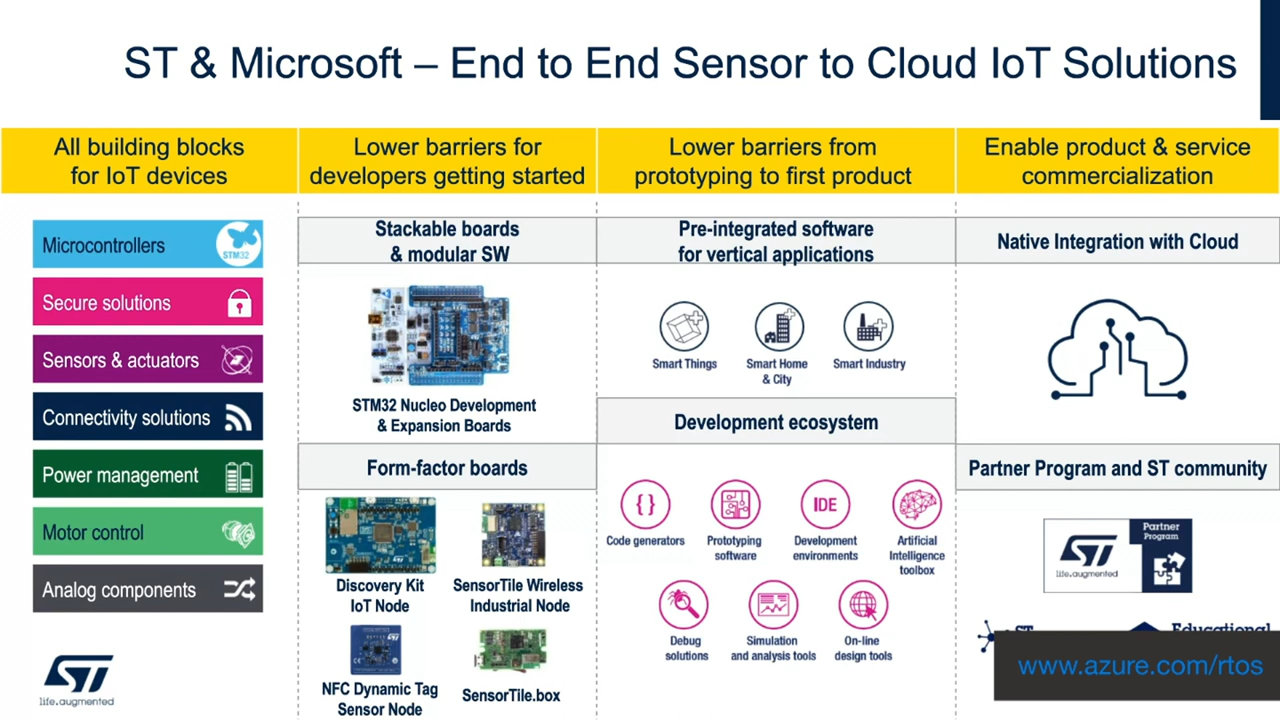 ST & Microsoft – End to End Sensor to Cloud IoT Solutions
All building blocks
for IoT devices
Microcontrollers
STM32
Secure solutions
Sensors & actuators
Connectivity solutions
Power management
Motor control
Analog components
ST
life.augmented
Lower barriers for
developers getting started
Stackable boards
& modular SW
STM32 Nucleo Development
& Expansion Boards
Form-factor boards
Discovery Kit
IoT Node
SensorTile Wireless
Industrial Node
NFC Dynamic Tag
Sensor Node
SensorTile.box
Lower barriers from
prototyping to first product
Pre-integrated software
for vertical applications
Smart Things
Smart Home
& City
Smart Industry
Development ecosystem
{ }
Code generators
Prototyping
software
IDE
Development
environments
Artificial
Intelligence
toolbox
Debug
solutions
Simulation
and analysis tools
On-line
design tools
Enable product & service
commercialization
Native Integration with Cloud
Partner Program and ST community
ST
life.augmented
Partner
Program
ST
Educational
www.azure.com/rtos